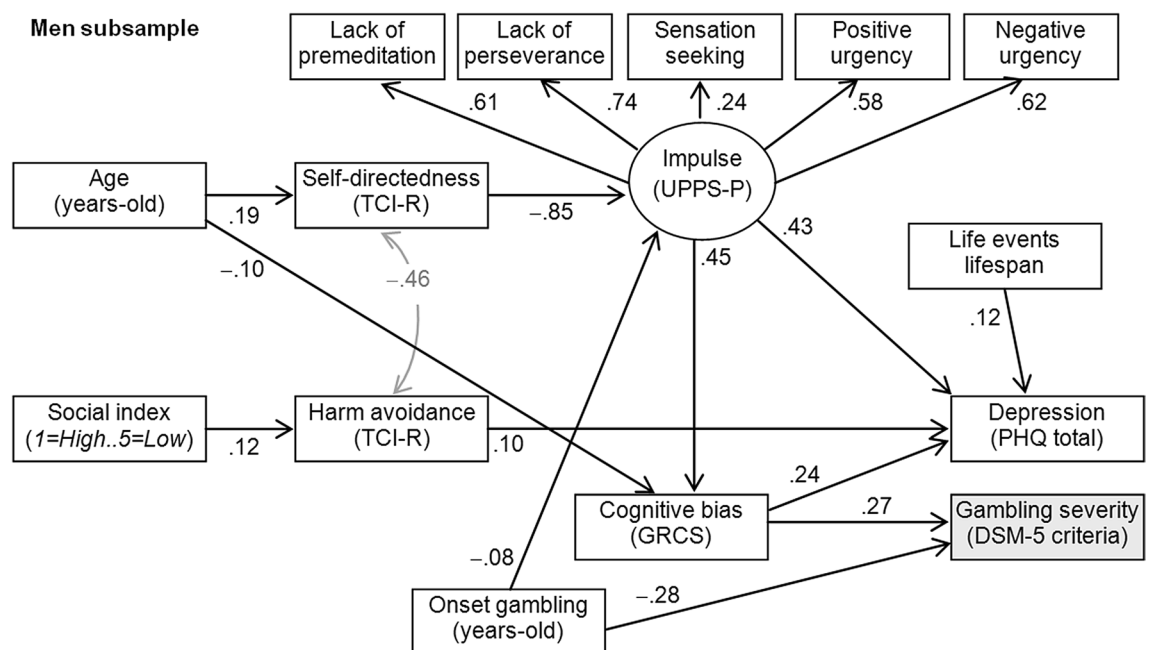 Men subsample
Lack of
premeditation
Lack of
perseverance
Sensation
seeking
Positive
urgency
Negative
urgency
.61
.74
.24
.58
.62
Impulse
(UPPS-P)
Age
(years-old)
.19
Self-directedness
(TCI-R)
−.85
−.10
−.46
.45
.43
Life events
lifespan
.12
Social index
(1=High..5=Low)
.12
Harm avoidance
(TCI-R)
.10
Depression
(PHQ total)
.24
Cognitive bias
(GRCS)
.27
Gambling severity
(DSM-5 criteria)
−.08
−.28
Onset gambling
(years-old)